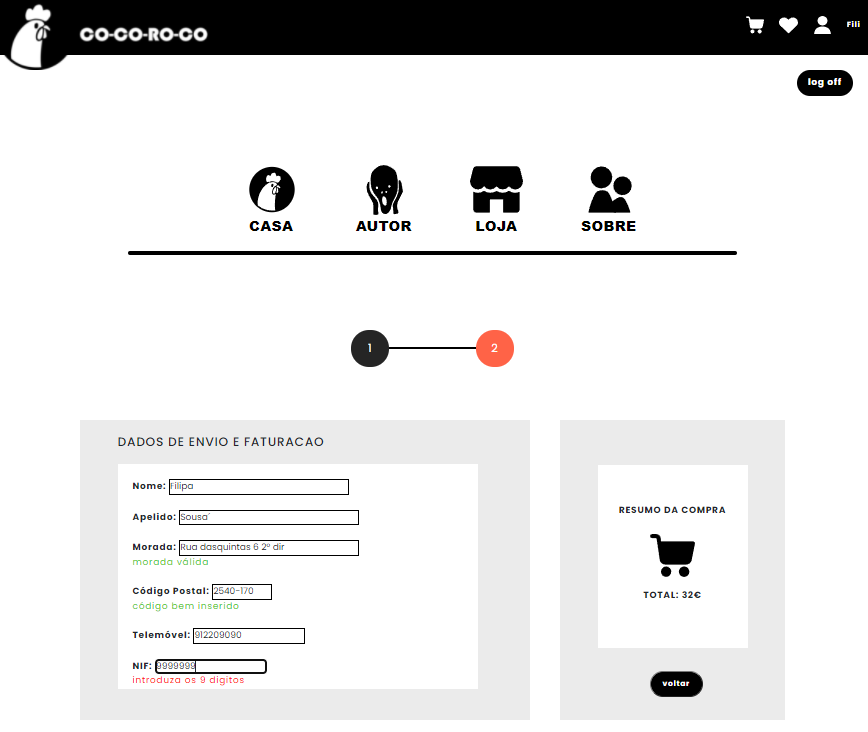 CO-CO-RO-CO
Fili
log off
CASA AUTOR LOJA SOBRE
1 2
DADOS DE ENVIO E FATURACAO
Nome: Filipa
Apelido: Sousa´
Morada: Rua dasquintas 6 2º dir
morada válida
Código Postal: 2540-170
código bem inserido
Telemóvel: 912209090
NIF: 9999999
introduza os 9 digitos
RESUMO DA COMPRA
TOTAL: 32€
voltar